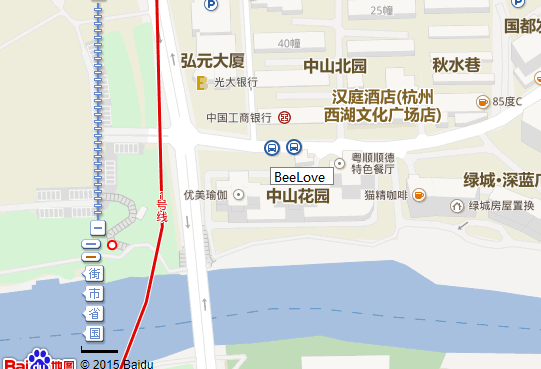 P
P
25幢
国都发
40幢
弘元大厦
中山北园
秋水巷
B 光大银行
汉庭酒店(杭州
西湖文化广场店)
85度C
中国工商银行
粤顺顺德
特色餐厅
BeeLove
绿城·深蓝广
优美瑜伽
中山花园
猫精咖啡
绿城房屋置换
1号线
街
市
省
国
Bai du 地图
© 2015 Baidu